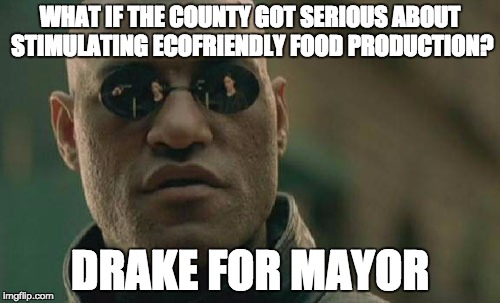 WHAT IF THE COUNTY GOT SERIOUS ABOUT
STIMULATING ECOFRIENDLY FOOD PRODUCTION?
DRAKE FOR MAYOR
imgflip.com